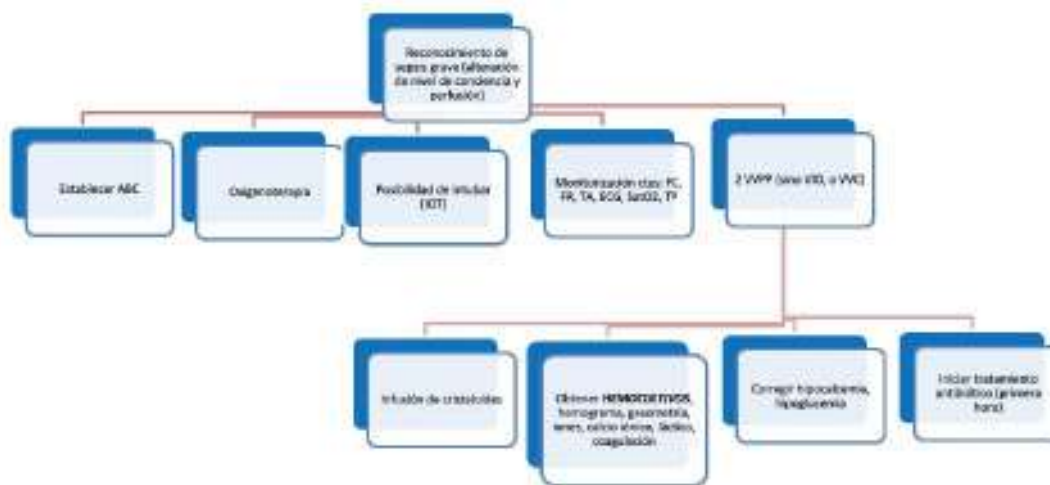 Reconocimiento de
sepsis grave (alteración
de nivel de conciencia y
perfusión)
Establecer ABC
Oxigenoterapia
Posibilidad de intubar
(IOT)
Monitorización ctes: FC,
FR, TA, ECG, SatO2, Tª
2 VVPP (sino VIO, o VVC)
Infusión de cristaloides
Obtener HEMOCULTIVOS,
hemograma, gasometría,
iones, calcio iónico, láctico,
coagulación
Corregir hipocalcemia,
hipoglucemia
Iniciar tratamiento
antibiótico (primera
hora)